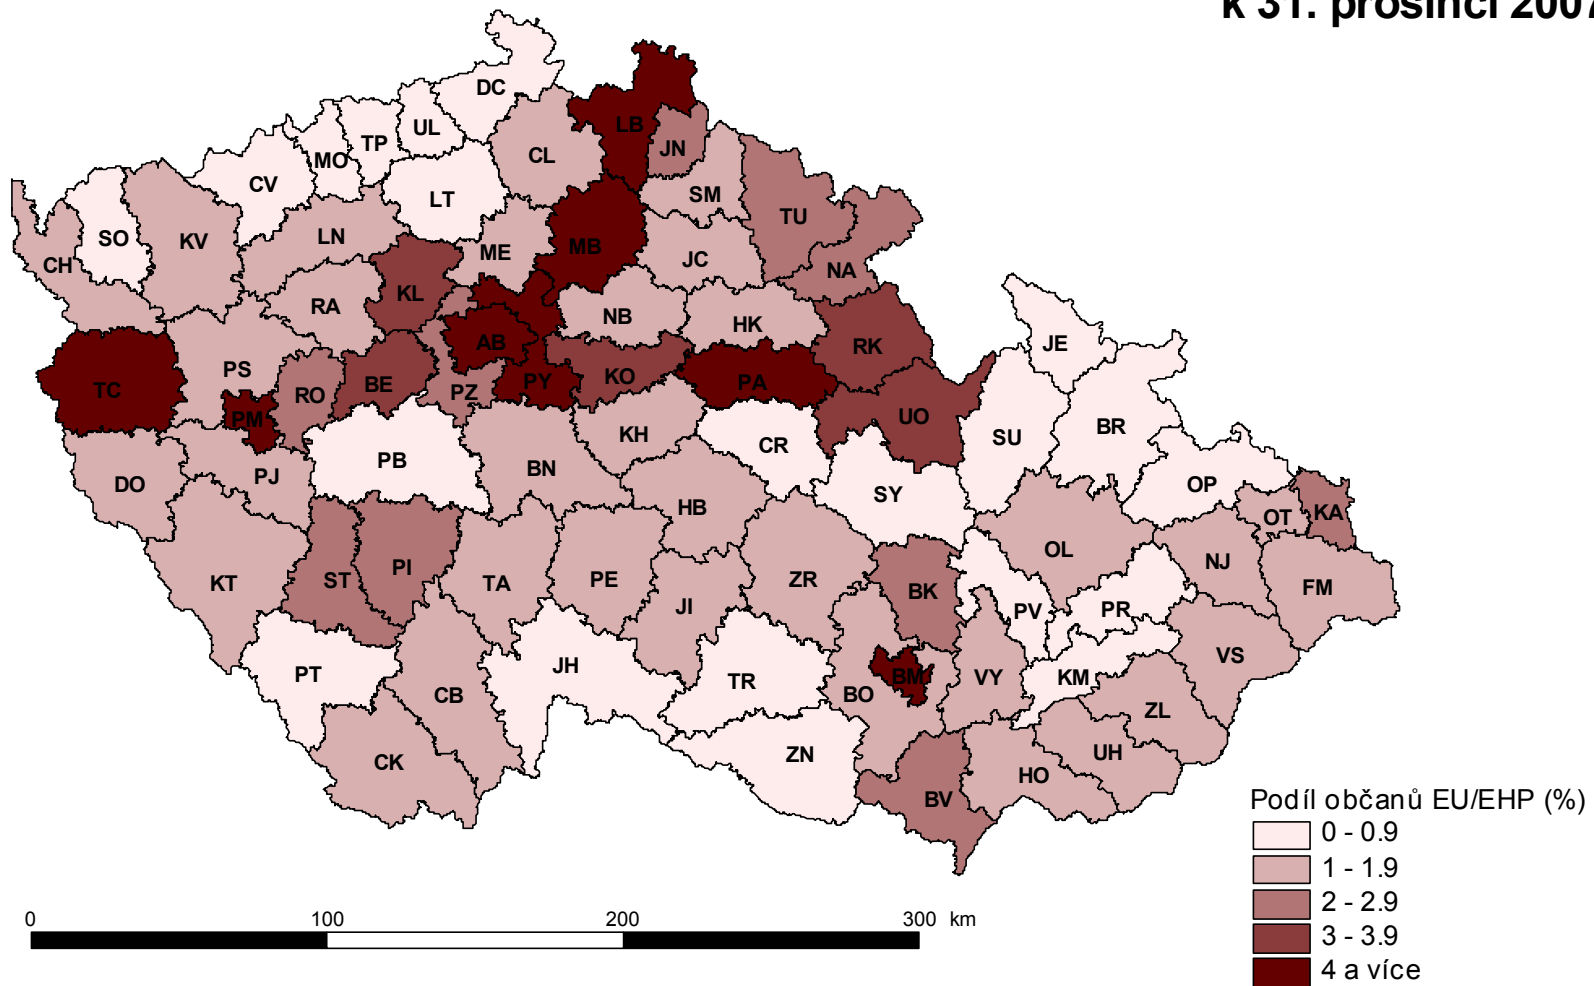 k 31. prosinci 2007
DC
LB
UL
TP
MO
JN
CL
CV
LT
SM
TU
SO
KV
LN
ME
MB
JC
CH
NA
KL
RA
NB
HK
AB
RK
JE
PS
TC
RO
BE
PZ
PY
KO
PA
PM
UO
KH
CR
SU
BR
PB
BN
DO
PJ
SY
OP
HB
OT
KA
OL
KT
ST
PI
TA
PE
ZR
BK
NJ
FM
JI
PV
PR
PT
JH
TR
BM
VY
KM
VS
CB
BO
ZL
CK
ZN
UH
HO
BV
Podíl občanů EU/EHP (%)
0 - 0.9
1 - 1.9
2 - 2.9
3 - 3.9
4 a více
0 100 200 300 km